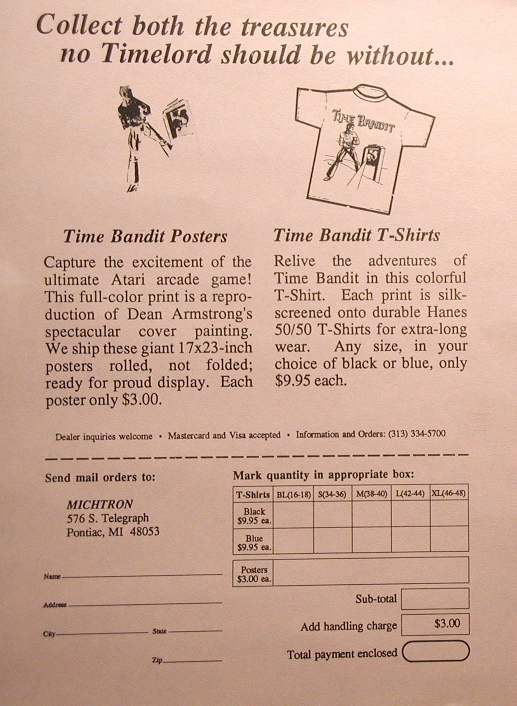 Collect both the treasures
no Timelord should be without...
TIME BANDIT
Time Bandit Posters
Capture the excitement of the
ultimate Atari arcade game!
This full-color print is a repro-
duction of Dean Armstrong's
spectacular cover painting.
We ship these giant 17x23-inch
posters rolled, not folded;
ready for proud display. Each
poster only $3.00.
Time Bandit T-Shirts
Relive the adventures of
Time Bandit in this colorful
T-Shirt. Each print is silk-
screened onto durable Hanes
50/50 T-Shirts for extra-long
wear. Any size, in your
choice of black or blue, only
$9.95 each.
Dealer inquiries welcome • Mastercard and Visa accepted • Information and Orders: (313) 334-5700
Send mail orders to:
MICHTRON
576 S. Telegraph
Pontiac, MI 48053
Name
Address
City State
Zip
Mark quantity in appropriate box:
T-Shirts BL(16-18) S(34-36) M(38-40) L(42-44) XL(46-48)
Black
$9.95 ea.
Blue
$9.95 ea.
Posters
$3.00 ea.
Sub-total
Add handling charge $3.00
Total payment enclosed